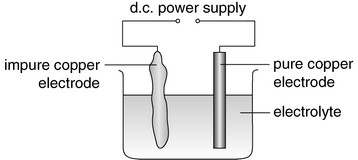 d.c. power supply
impure copper
electrode
pure copper
electrode
electrolyte